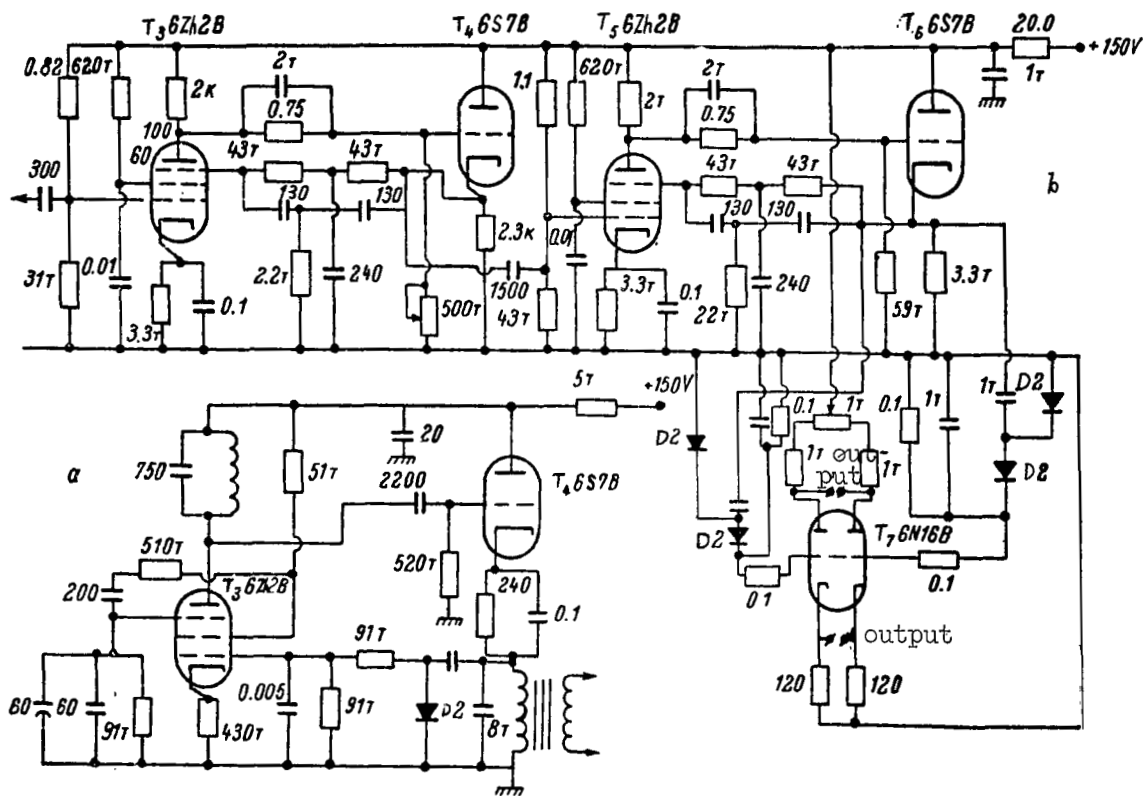 T₃ 6Zh2B
T₄ 6S7B
T₅ 6Zh2B
T₆ 6S7B
20.0
+150V
1т
0.82
620т
2к
2т
0.75
100
60
43т
43т
300
130
130
31т
0.01
3.3т
0.1
2.2т
240
2.3к
1500
500т
43т
1.1
620т
2т
2т
0.75
43т
43т
130
130
0.01
3.3т
0.1
22т
240
59т
3.3т
b
a
750
51т
20
5т
+150V
2200
T₄ 6S7B
510т
200
T₃ 6Zh2B
520т
240
0.1
60
60
91т
430т
0.005
91т
91т
D2
8т
D2
D2
0.1
1т
1т
out-
put
1т
0.1
1т
1т
D2
D2
T₇ 6N16B
0 1
0.1
output
120
120